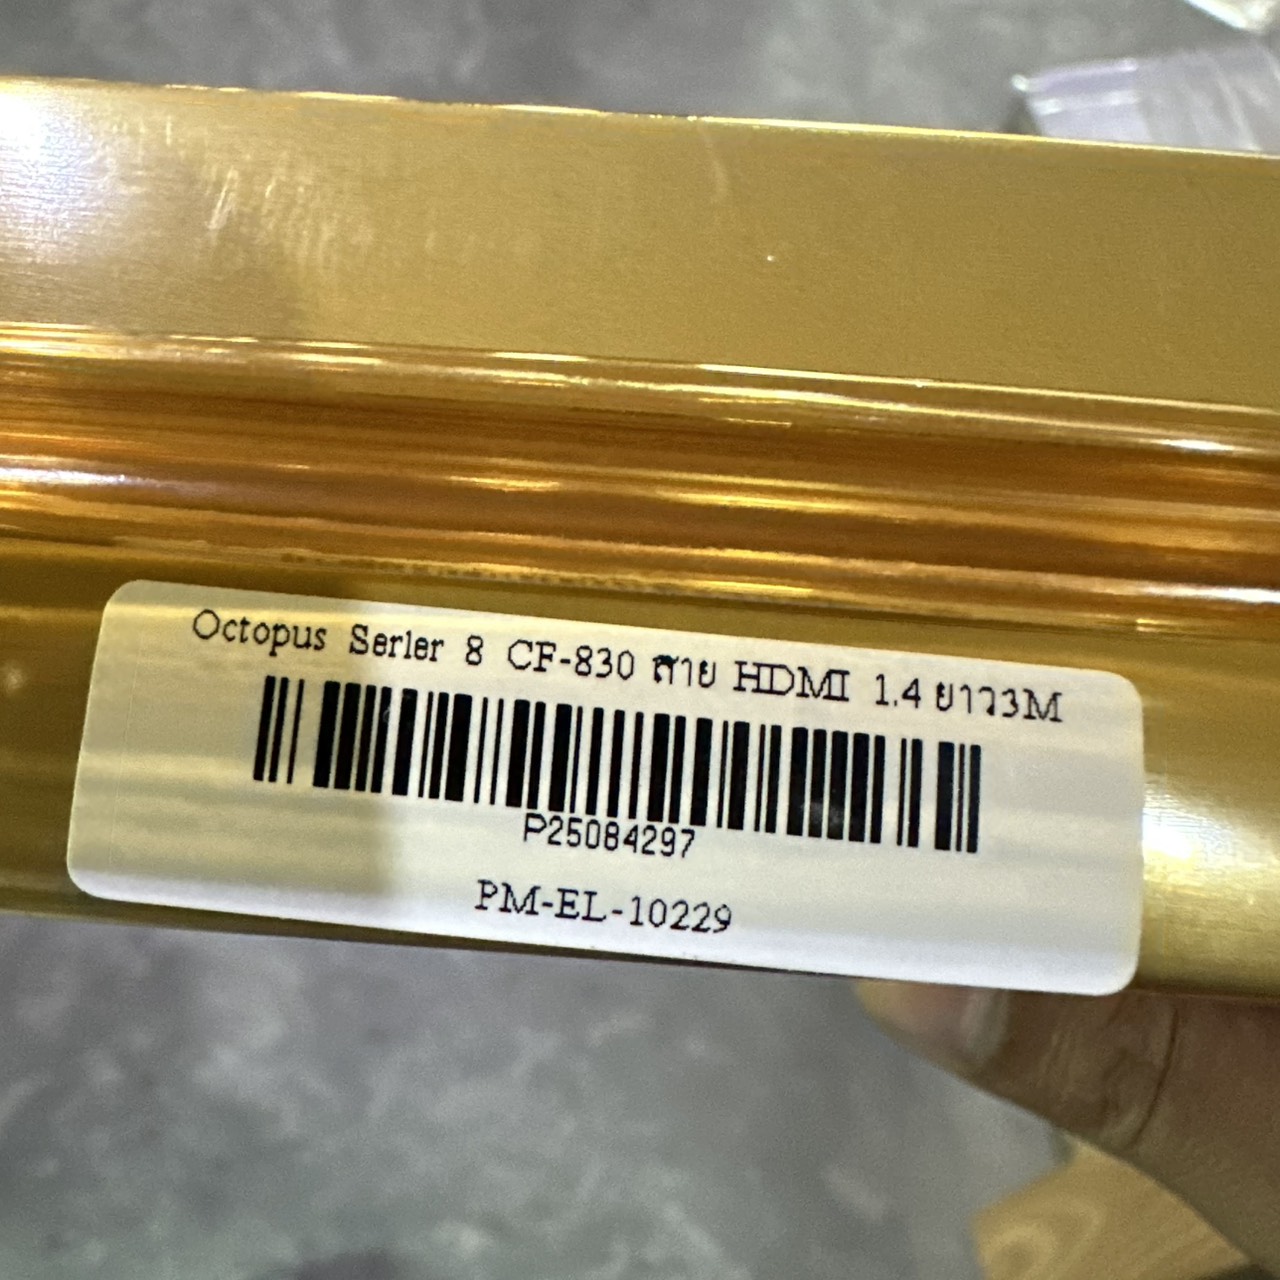 Octopus Serler 8 CF-830 สาย HDMI 1.4 ยาว3M
P25084297
PM-EL-10229